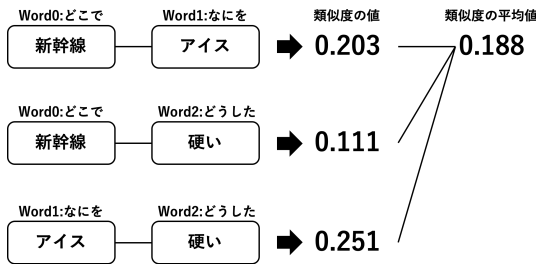 Word0:どこで Word1:なにを 類似度の値 類似度の平均値
新幹線 アイス 0.203 0.188
Word0:どこで Word2:どうした
新幹線 硬い 0.111
Word1:なにを Word2:どうした
アイス 硬い 0.251